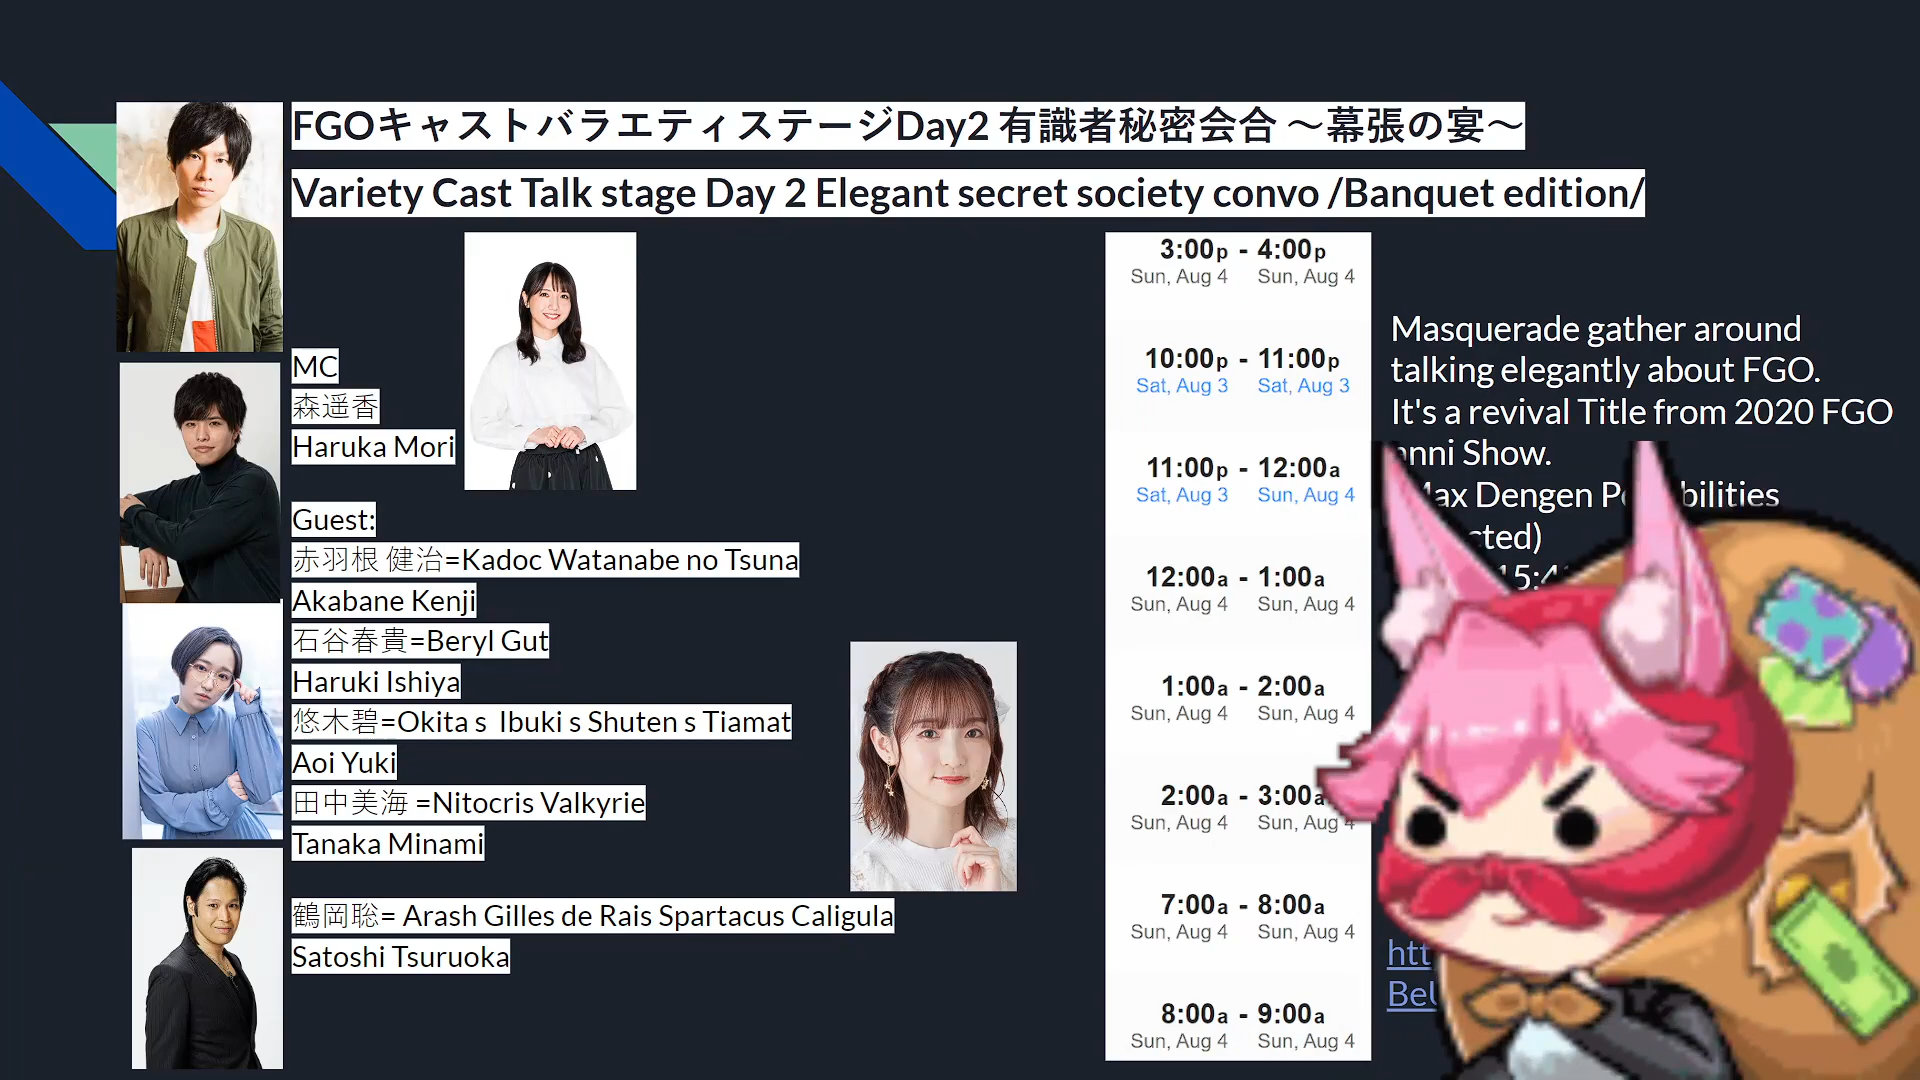 FGOキャストバラエティステージDay2 有識者秘密会合 ～幕張の宴～
Variety Cast Talk stage Day 2 Elegant secret society convo /Banquet edition/
MC
森遥香
Haruka Mori
Guest:
赤羽根 健治=Kadoc Watanabe no Tsuna
Akabane Kenji
石谷春貴=Beryl Gut
Haruki Ishiya
悠木碧=Okita s Ibuki s Shuten s Tiamat
Aoi Yuki
田中美海 =Nitocris Valkyrie
Tanaka Minami
鶴岡聡= Arash Gilles de Rais Spartacus Caligula
Satoshi Tsuruoka
3:00p - 4:00p
Sun, Aug 4 Sun, Aug 4
10:00p - 11:00p
Sat, Aug 3 Sat, Aug 3
11:00p - 12:00a
Sat, Aug 3 Sun, Aug 4
12:00a - 1:00a
Sun, Aug 4 Sun, Aug 4
1:00a - 2:00a
Sun, Aug 4 Sun, Aug 4
2:00a - 3:00a
Sun, Aug 4 Sun, Aug 4
7:00a - 8:00a
Sun, Aug 4 Sun, Aug 4
8:00a - 9:00a
Sun, Aug 4 Sun, Aug 4
Masquerade gather around
talking elegantly about FGO.
It's a revival Title from 2020 FGO
Show.
Dengen